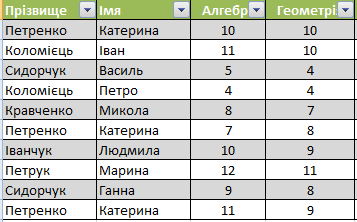 Прізвище Ім'я Алгебр Геометрі
Петренко Катерина 10 10
Коломієць Іван 11 10
Сидорчук Василь 5 4
Коломієць Петро 4 4
Кравченко Микола 8 7
Петренко Катерина 7 8
Іванчук Людмила 10 9
Петрук Марина 12 11
Сидорчук Ганна 9 8
Петренко Катерина 11 9